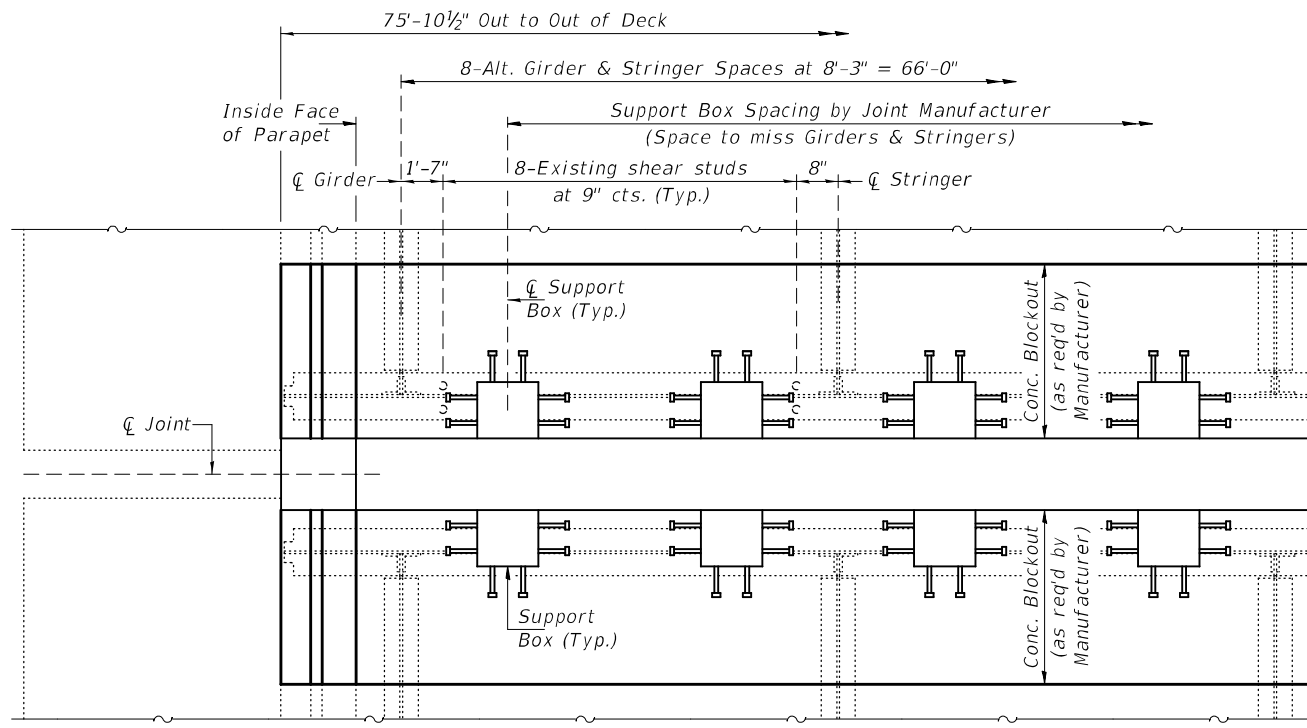 75'-10½" Out to Out of Deck
8-Alt. Girder & Stringer Spaces at 8'-3" = 66'-0"
Inside Face
of Parapet
Support Box Spacing by Joint Manufacturer
(Space to miss Girders & Stringers)
℄ Girder
1'-7"
8-Existing shear studs
at 9" cts. (Typ.)
8"
℄ Stringer
℄ Support
Box (Typ.)
Conc. Blockout
(as req'd by
Manufacturer)
℄ Joint
Support
Box (Typ.)
Conc. Blockout
(as req'd by
Manufacturer)